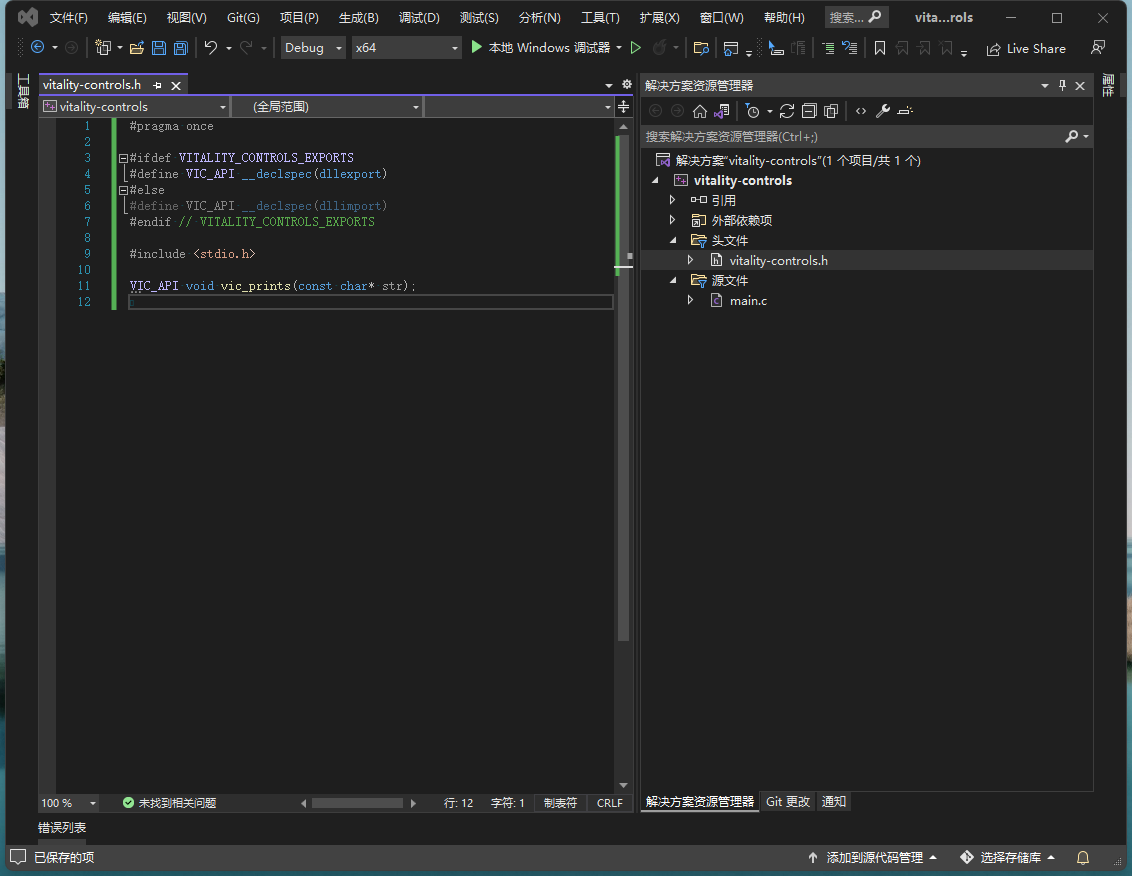 文件(F) 编辑(E) 视图(V) Git(G) 项目(P) 生成(B) 调试(D) 测试(S) 分析(N) 工具(T) 扩展(X) 窗口(W) 帮助(H) 搜索... vita...rols
Debug x64 本地 Windows 调试器 Live Share
工具箱
vitality-controls.h
vitality-controls (全局范围)
1 #pragma once
2
3 #ifdef VITALITY_CONTROLS_EXPORTS
4 #define VIC_API __declspec(dllexport)
5 #else
6 #define VIC_API __declspec(dllimport)
7 #endif // VITALITY_CONTROLS_EXPORTS
8
9 #include <stdio.h>
10
11 VIC_API void vic_prints(const char* str);
12
100 % 未找到相关问题 行: 12 字符: 1 制表符 CRLF
错误列表
解决方案资源管理器
搜索解决方案资源管理器(Ctrl+;)
解决方案"vitality-controls"(1 个项目/共 1 个)
vitality-controls
引用
外部依赖项
头文件
vitality-controls.h
源文件
main.c
解决方案资源管理器 Git 更改 通知
属性
已保存的项 添加到源代码管理 选择存储库